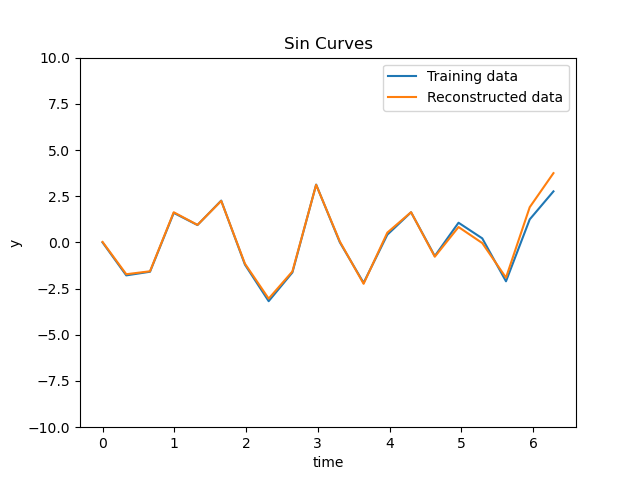 Sin Curves
Training data
Reconstructed data
10.0
7.5
5.0
2.5
0.0
−2.5
−5.0
−7.5
−10.0
y
0 1 2 3 4 5 6
time